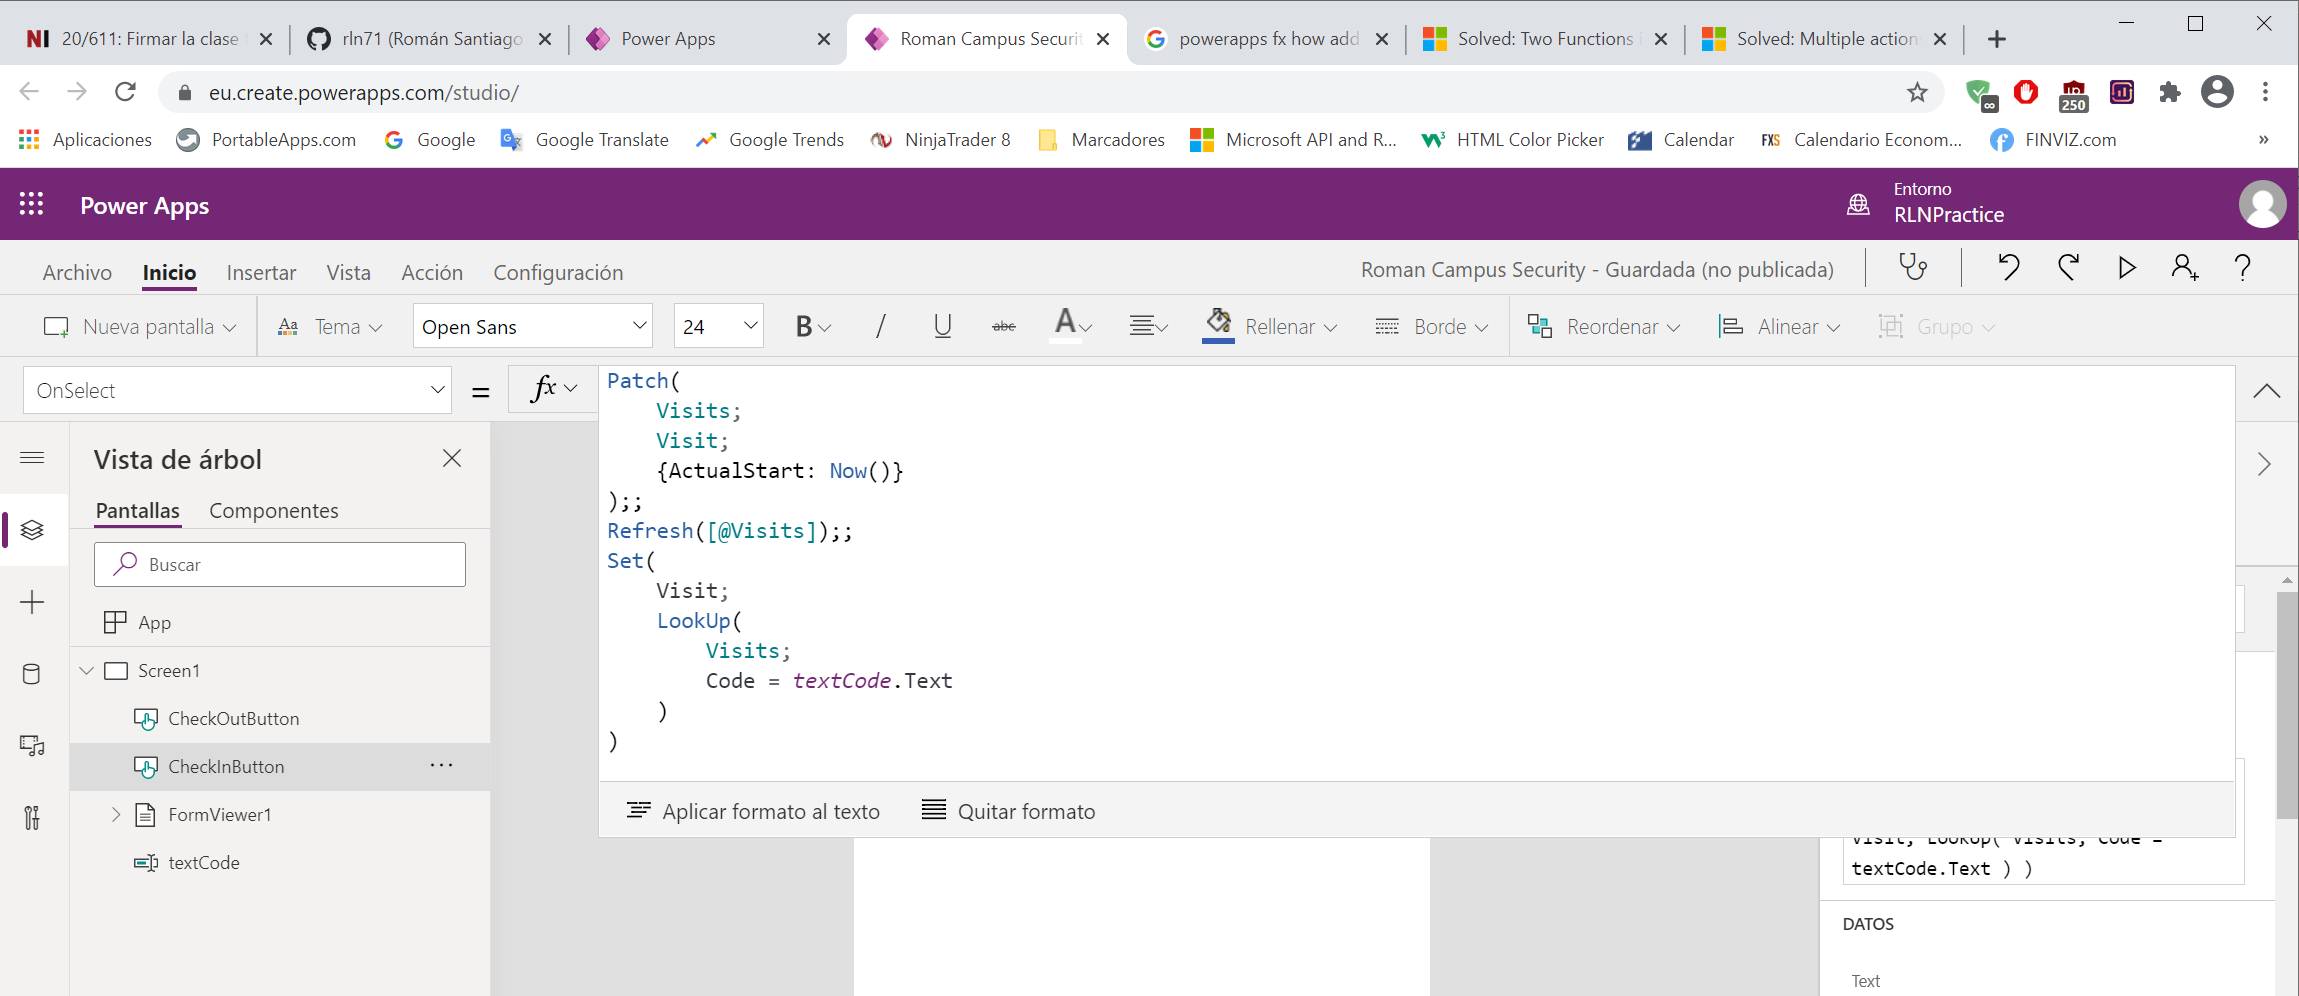 NI 20/611: Firmar la clase
rln71 (Román Santiago
Power Apps
Roman Campus Securit
powerapps fx how add
Solved: Two Functions i
Solved: Multiple action
eu.create.powerapps.com/studio/
∞
250
Aplicaciones
PortableApps.com
Google
Google Translate
Google Trends
NinjaTrader 8
Marcadores
Microsoft API and R...
HTML Color Picker
Calendar
FXS Calendario Econom...
FINVIZ.com
»
Power Apps
Entorno
RLNPractice
Archivo
Inicio
Insertar
Vista
Acción
Configuración
Roman Campus Security - Guardada (no publicada)
Nueva pantalla
Tema
Open Sans
24
B
/
U
abc
A
Rellenar
Borde
Reordenar
Alinear
Grupo
OnSelect
=
fx
Patch(
Visits;
Visit;
{ActualStart: Now()}
);;
Refresh([@Visits]);;
Set(
Visit;
LookUp(
Visits;
Code = textCode.Text
)
)
Aplicar formato al texto
Quitar formato
Vista de árbol
Pantallas
Componentes
Buscar
App
Screen1
CheckOutButton
CheckInButton
...
FormViewer1
textCode
Visit; LookUp( Visits; Code =
textCode.Text ) )
DATOS
Text